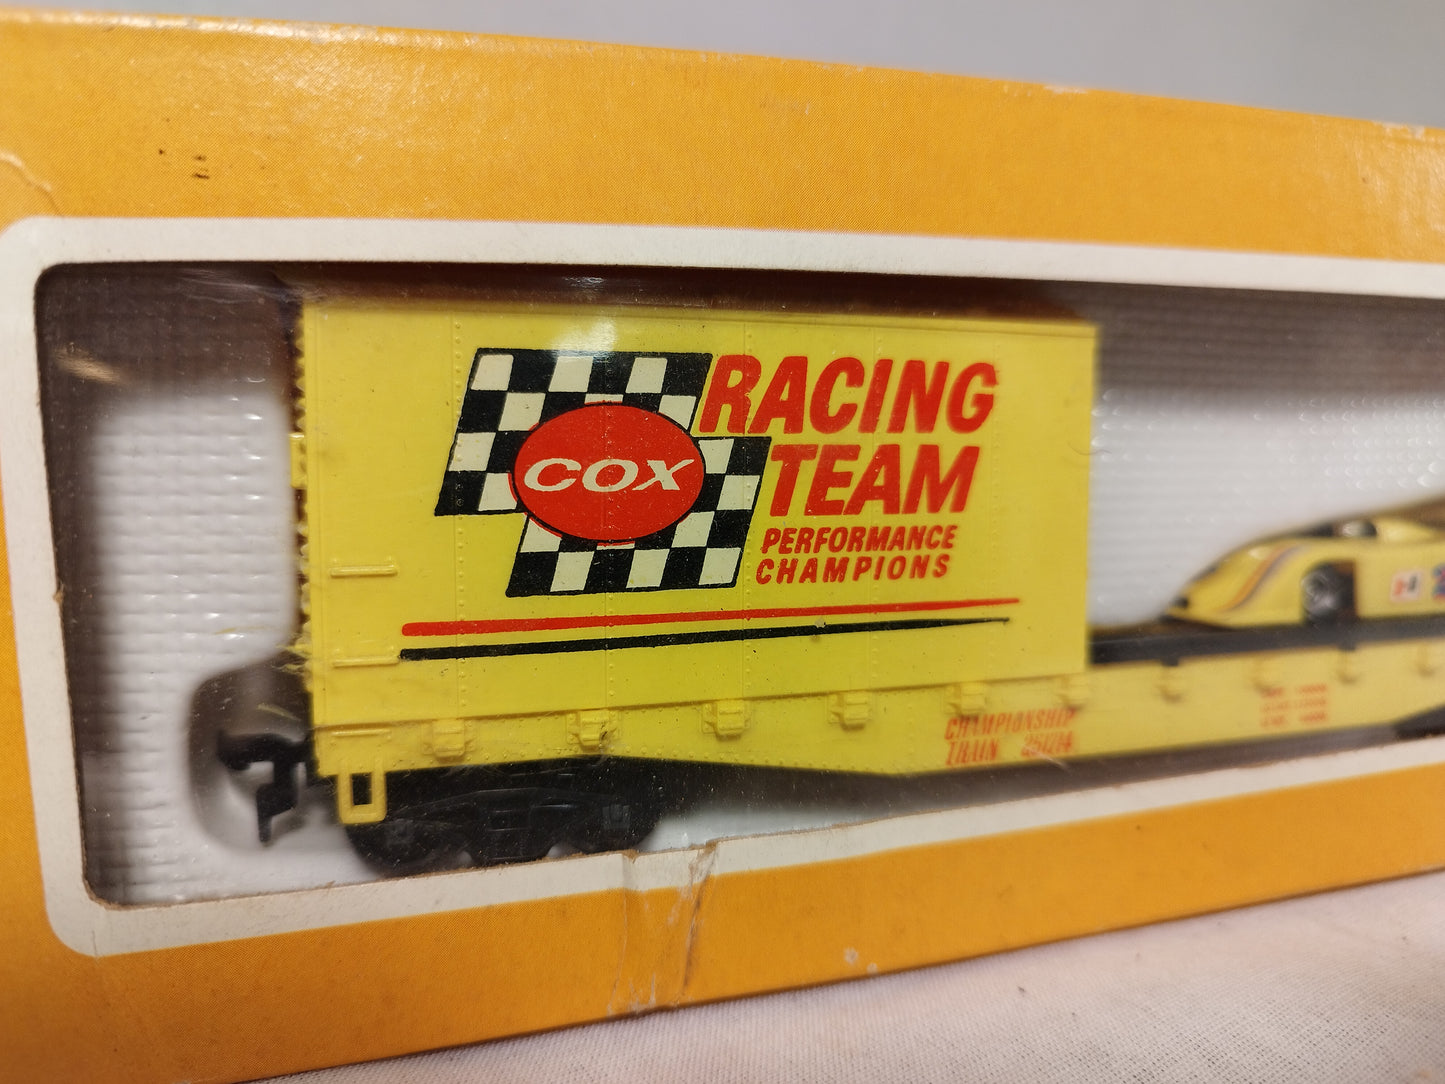 COX
RACING
TEAM
PERFORMANCE
CHAMPIONS
CHAMPIONSHIP
TRAIN